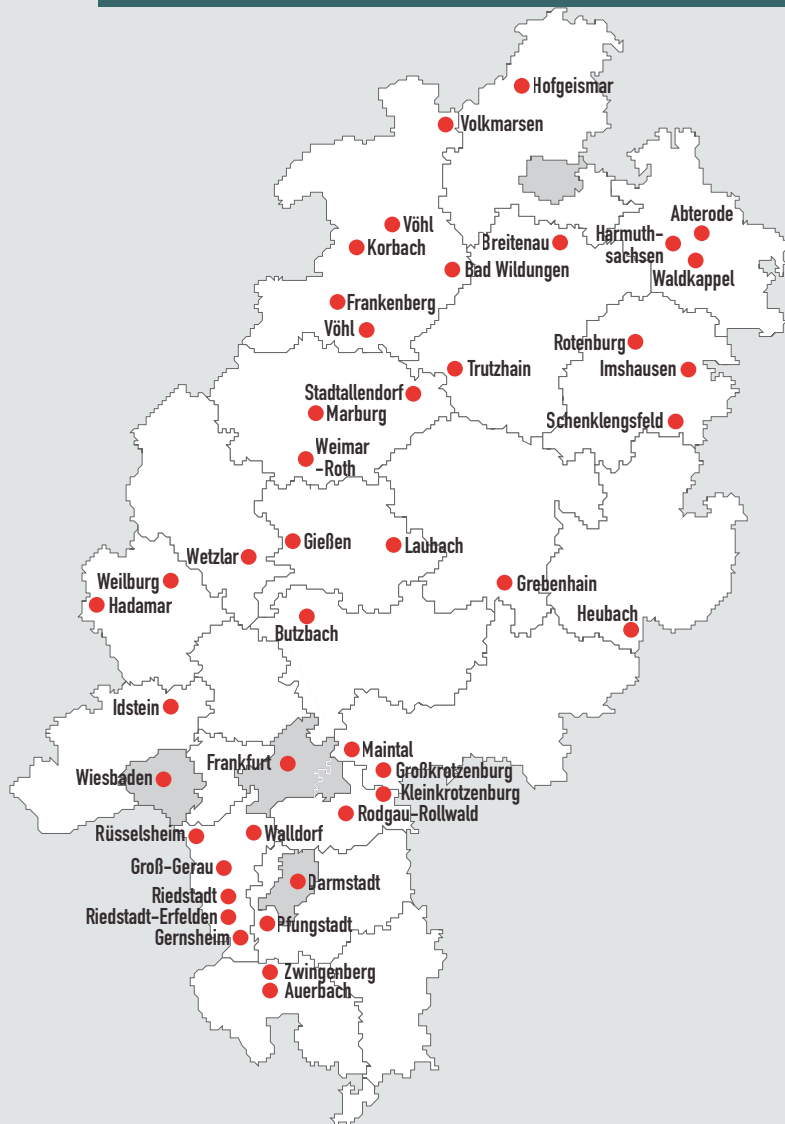 Hofgeismar
Volkmarsen
Abterode
Vöhl
Harmuth-
sachsen
Breitenau
Korbach
Waldkappel
Bad Wildungen
Frankenberg
Vöhl
Rotenburg
Trutzhain
Imshausen
Stadtallendorf
Marburg
Schenklengsfeld
Weimar
-Roth
Gießen
Laubach
Wetzlar
Weilburg
Grebenhain
Hadamar
Heubach
Butzbach
Idstein
Maintal
Frankfurt
Großkrotzenburg
Wiesbaden
Kleinkrotzenburg
Rodgau-Rollwald
Rüsselsheim
Walldorf
Groß-Gerau
Darmstadt
Riedstadt
Riedstadt-Erfelden
Pfungstadt
Gernsheim
Zwingenberg
Auerbach